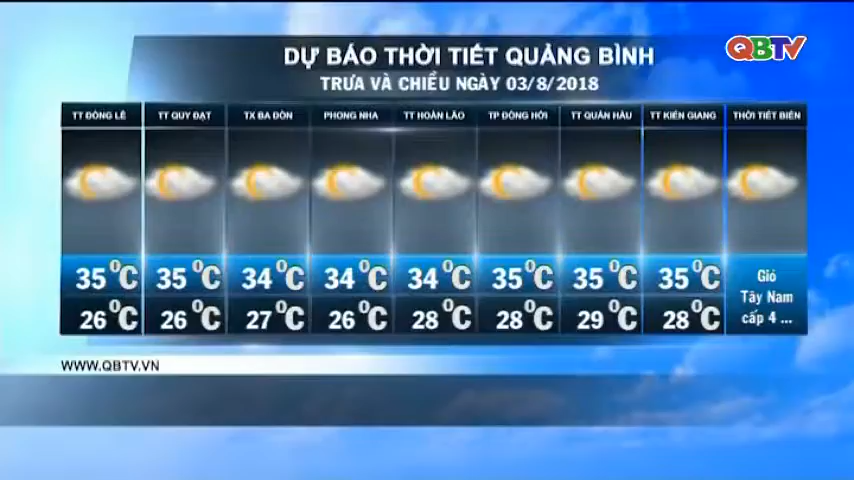 QBTV
DỰ BÁO THỜI TIẾT QUẢNG BÌNH
TRƯA VÀ CHIỀU NGÀY 03/8/2018
TT ĐỒNG LÊ TT QUY ĐẠT TX BA ĐỒN PHONG NHA TT HOÀN LÃO TP ĐỒNG HỚI TT QUÁN HÀU TT KIẾN GIANG THỜI TIẾT BIỂN
35°C 35°C 34°C 34°C 34°C 35°C 35°C 35°C
26°C 26°C 27°C 26°C 28°C 28°C 29°C 28°C
Gió
Tây Nam
cấp 4 ...
WWW.QBTV.VN